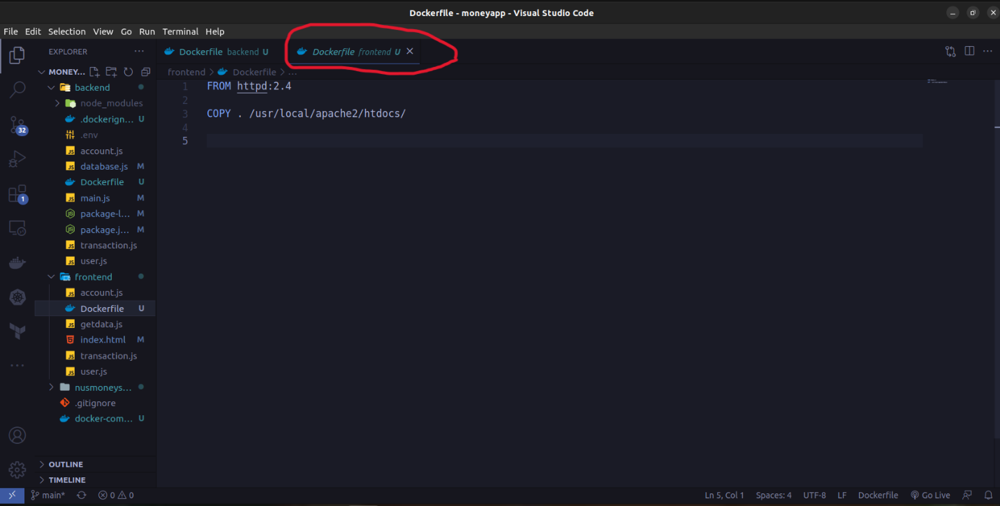 Dockerfile - moneyapp - Visual Studio Code
File Edit Selection View Go Run Terminal Help
EXPLORER
MONEY...
backend
node_modules
.dockerign... U
.env
account.js
database.js M
Dockerfile U
main.js M
package-l... M
package.j... M
transaction.js
user.js
frontend
account.js
Dockerfile U
getdata.js
index.html M
transaction.js
user.js
nusmoneys...
.gitignore
docker-com... U
OUTLINE
TIMELINE
32
1
Dockerfile backend U
Dockerfile frontend U
frontend > Dockerfile > ...
1 FROM httpd:2.4
2
3 COPY . /usr/local/apache2/htdocs/
4
5
main* 0 0
Ln 5, Col 1 Spaces: 4 UTF-8 LF Dockerfile Go Live